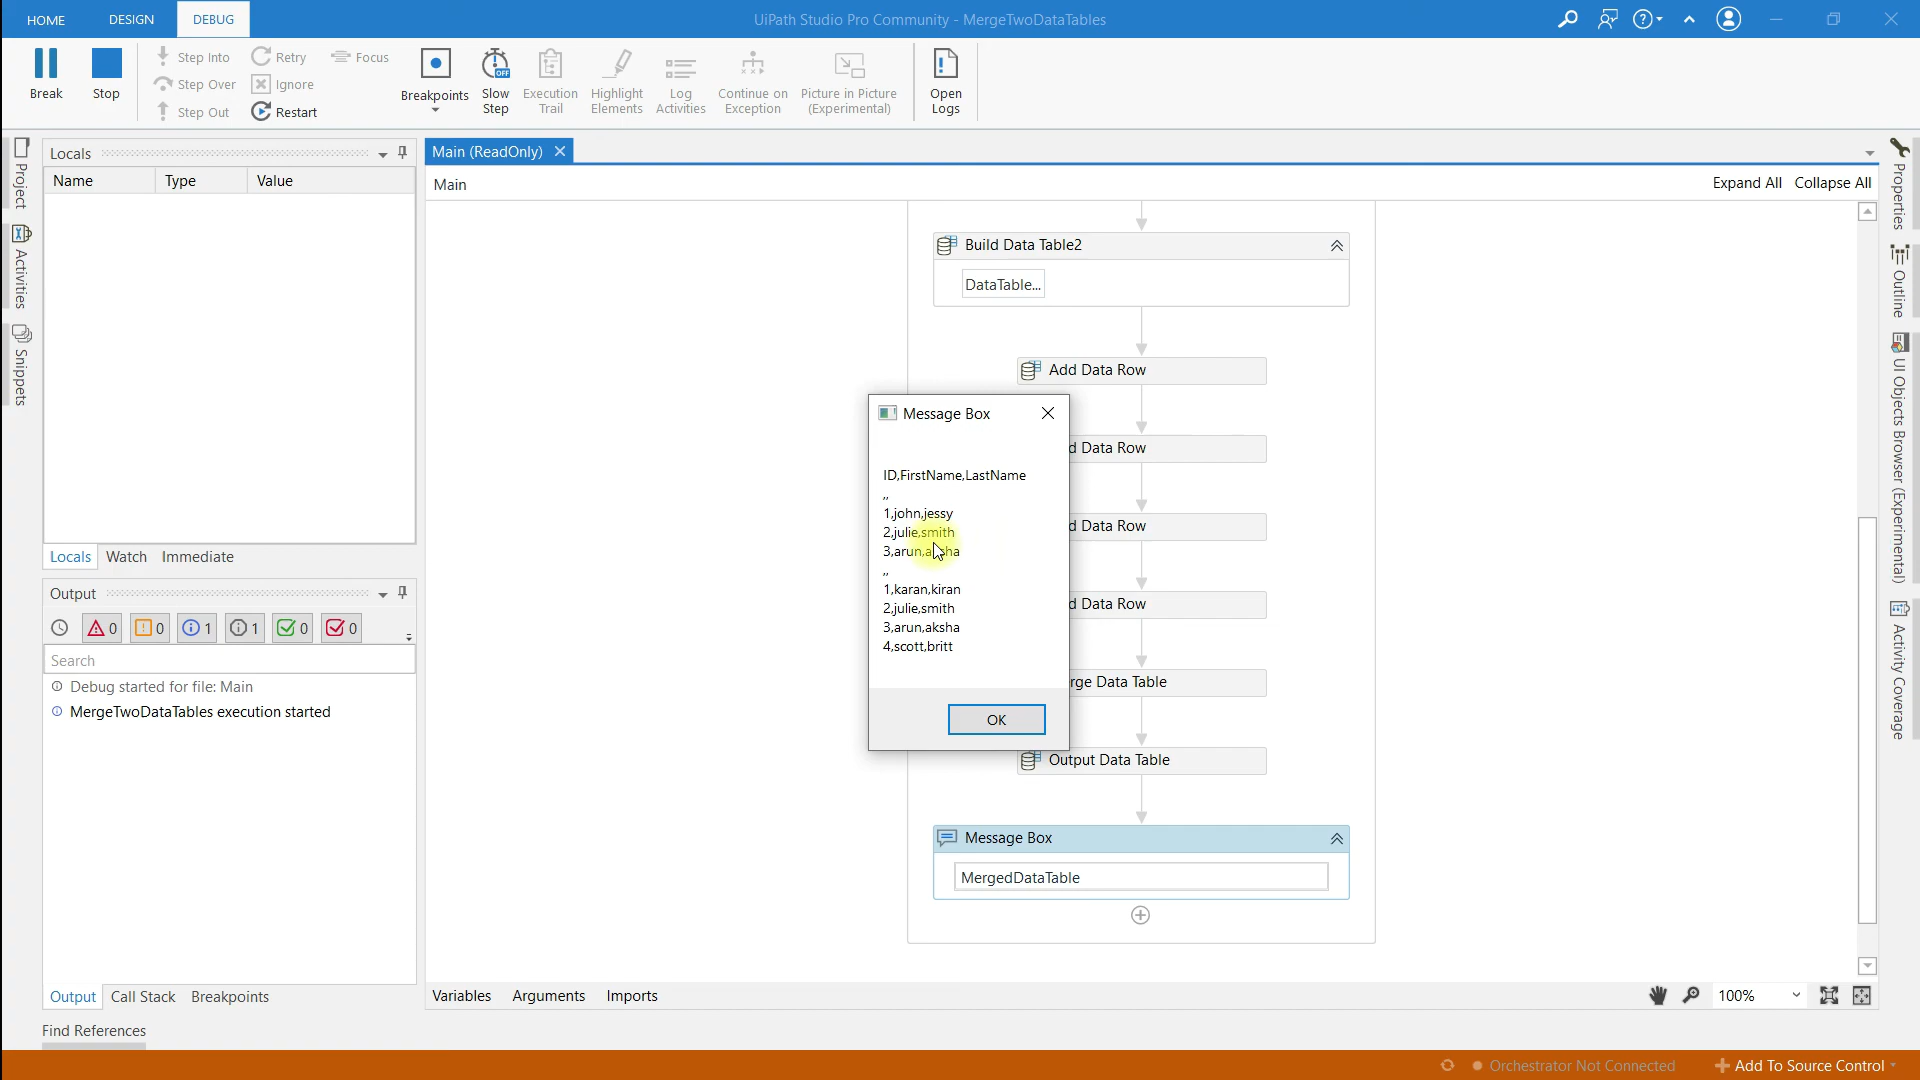 HOME DESIGN DEBUG
UiPath Studio Pro Community - MergeTwoDataTables
Break
Stop
Step Into
Step Over
Step Out
Retry
Ignore
Restart
Focus
Breakpoints
OFF
Slow
Step
Execution
Trail
Highlight
Elements
Log
Activities
Continue on
Exception
Picture in Picture
(Experimental)
Open
Logs
Project
Activities
Snippets
Locals
Name Type Value
Locals Watch Immediate
Output
0 0 1 1 0 0
Search
Debug started for file: Main
MergeTwoDataTables execution started
Output Call Stack Breakpoints
Find References
Main (ReadOnly)
Main
Expand All Collapse All
Build Data Table2
DataTable...
Add Data Row
d Data Row
d Data Row
d Data Row
rge Data Table
Output Data Table
Message Box
MergedDataTable
Message Box
ID,FirstName,LastName
,,
1,john,jessy
2,julie,smith
3,arun,aksha
,,
1,karan,kiran
2,julie,smith
3,arun,aksha
4,scott,britt
OK
Variables Arguments Imports
100%
Properties
Outline
UI Objects Browser (Experimental)
Activity Coverage
Orchestrator Not Connected
Add To Source Control